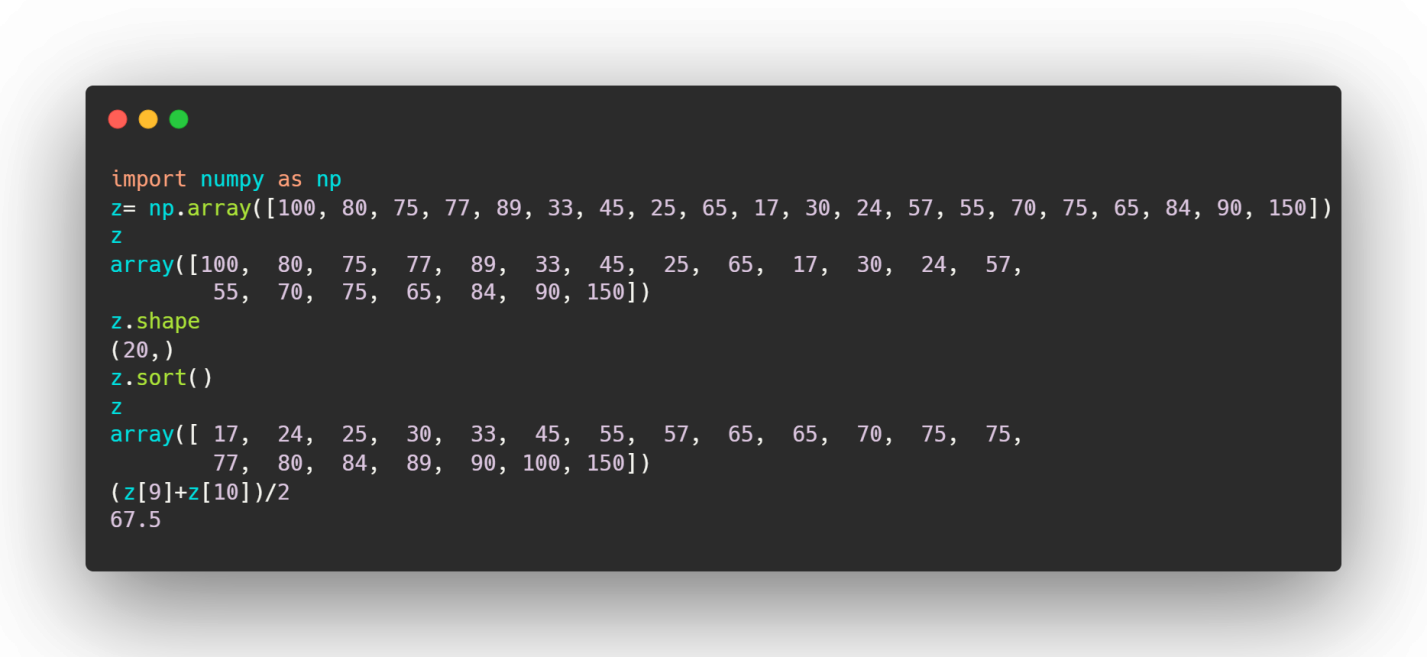 import numpy as np
z= np.array([100, 80, 75, 77, 89, 33, 45, 25, 65, 17, 30, 24, 57, 55, 70, 75, 65, 84, 90, 150])
z
array([100,  80,  75,  77,  89,  33,  45,  25,  65,  17,  30,  24,  57,
        55,  70,  75,  65,  84,  90, 150])
z.shape
(20,)
z.sort()
z
array([ 17,  24,  25,  30,  33,  45,  55,  57,  65,  65,  70,  75,  75,
        77,  80,  84,  89,  90, 100, 150])
(z[9]+z[10])/2
67.5